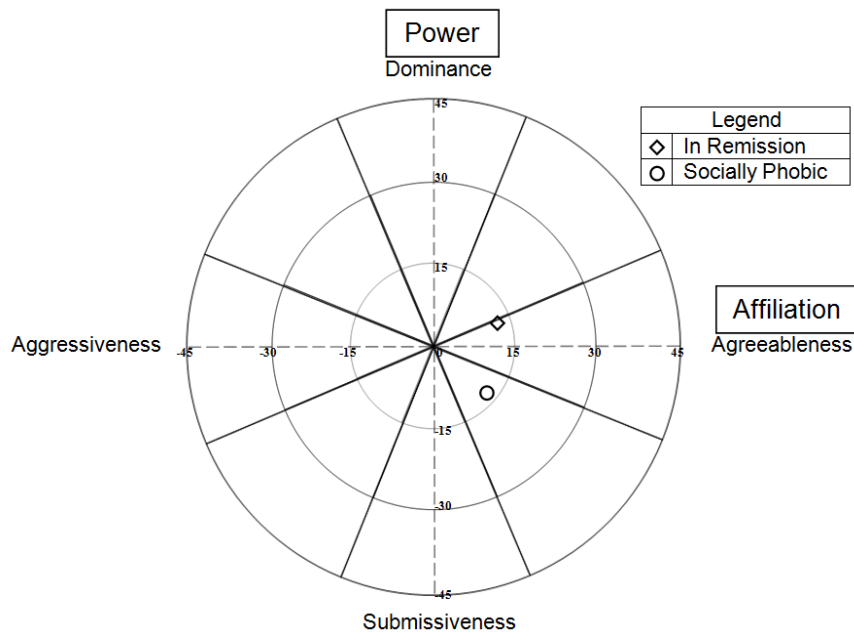 Power
Dominance
45
Legend
In Remission
Socially Phobic
30
15
Affiliation
Aggressiveness
-45 -30 -15 0 15 30 45
Agreeableness
-15
-30
-45
Submissiveness